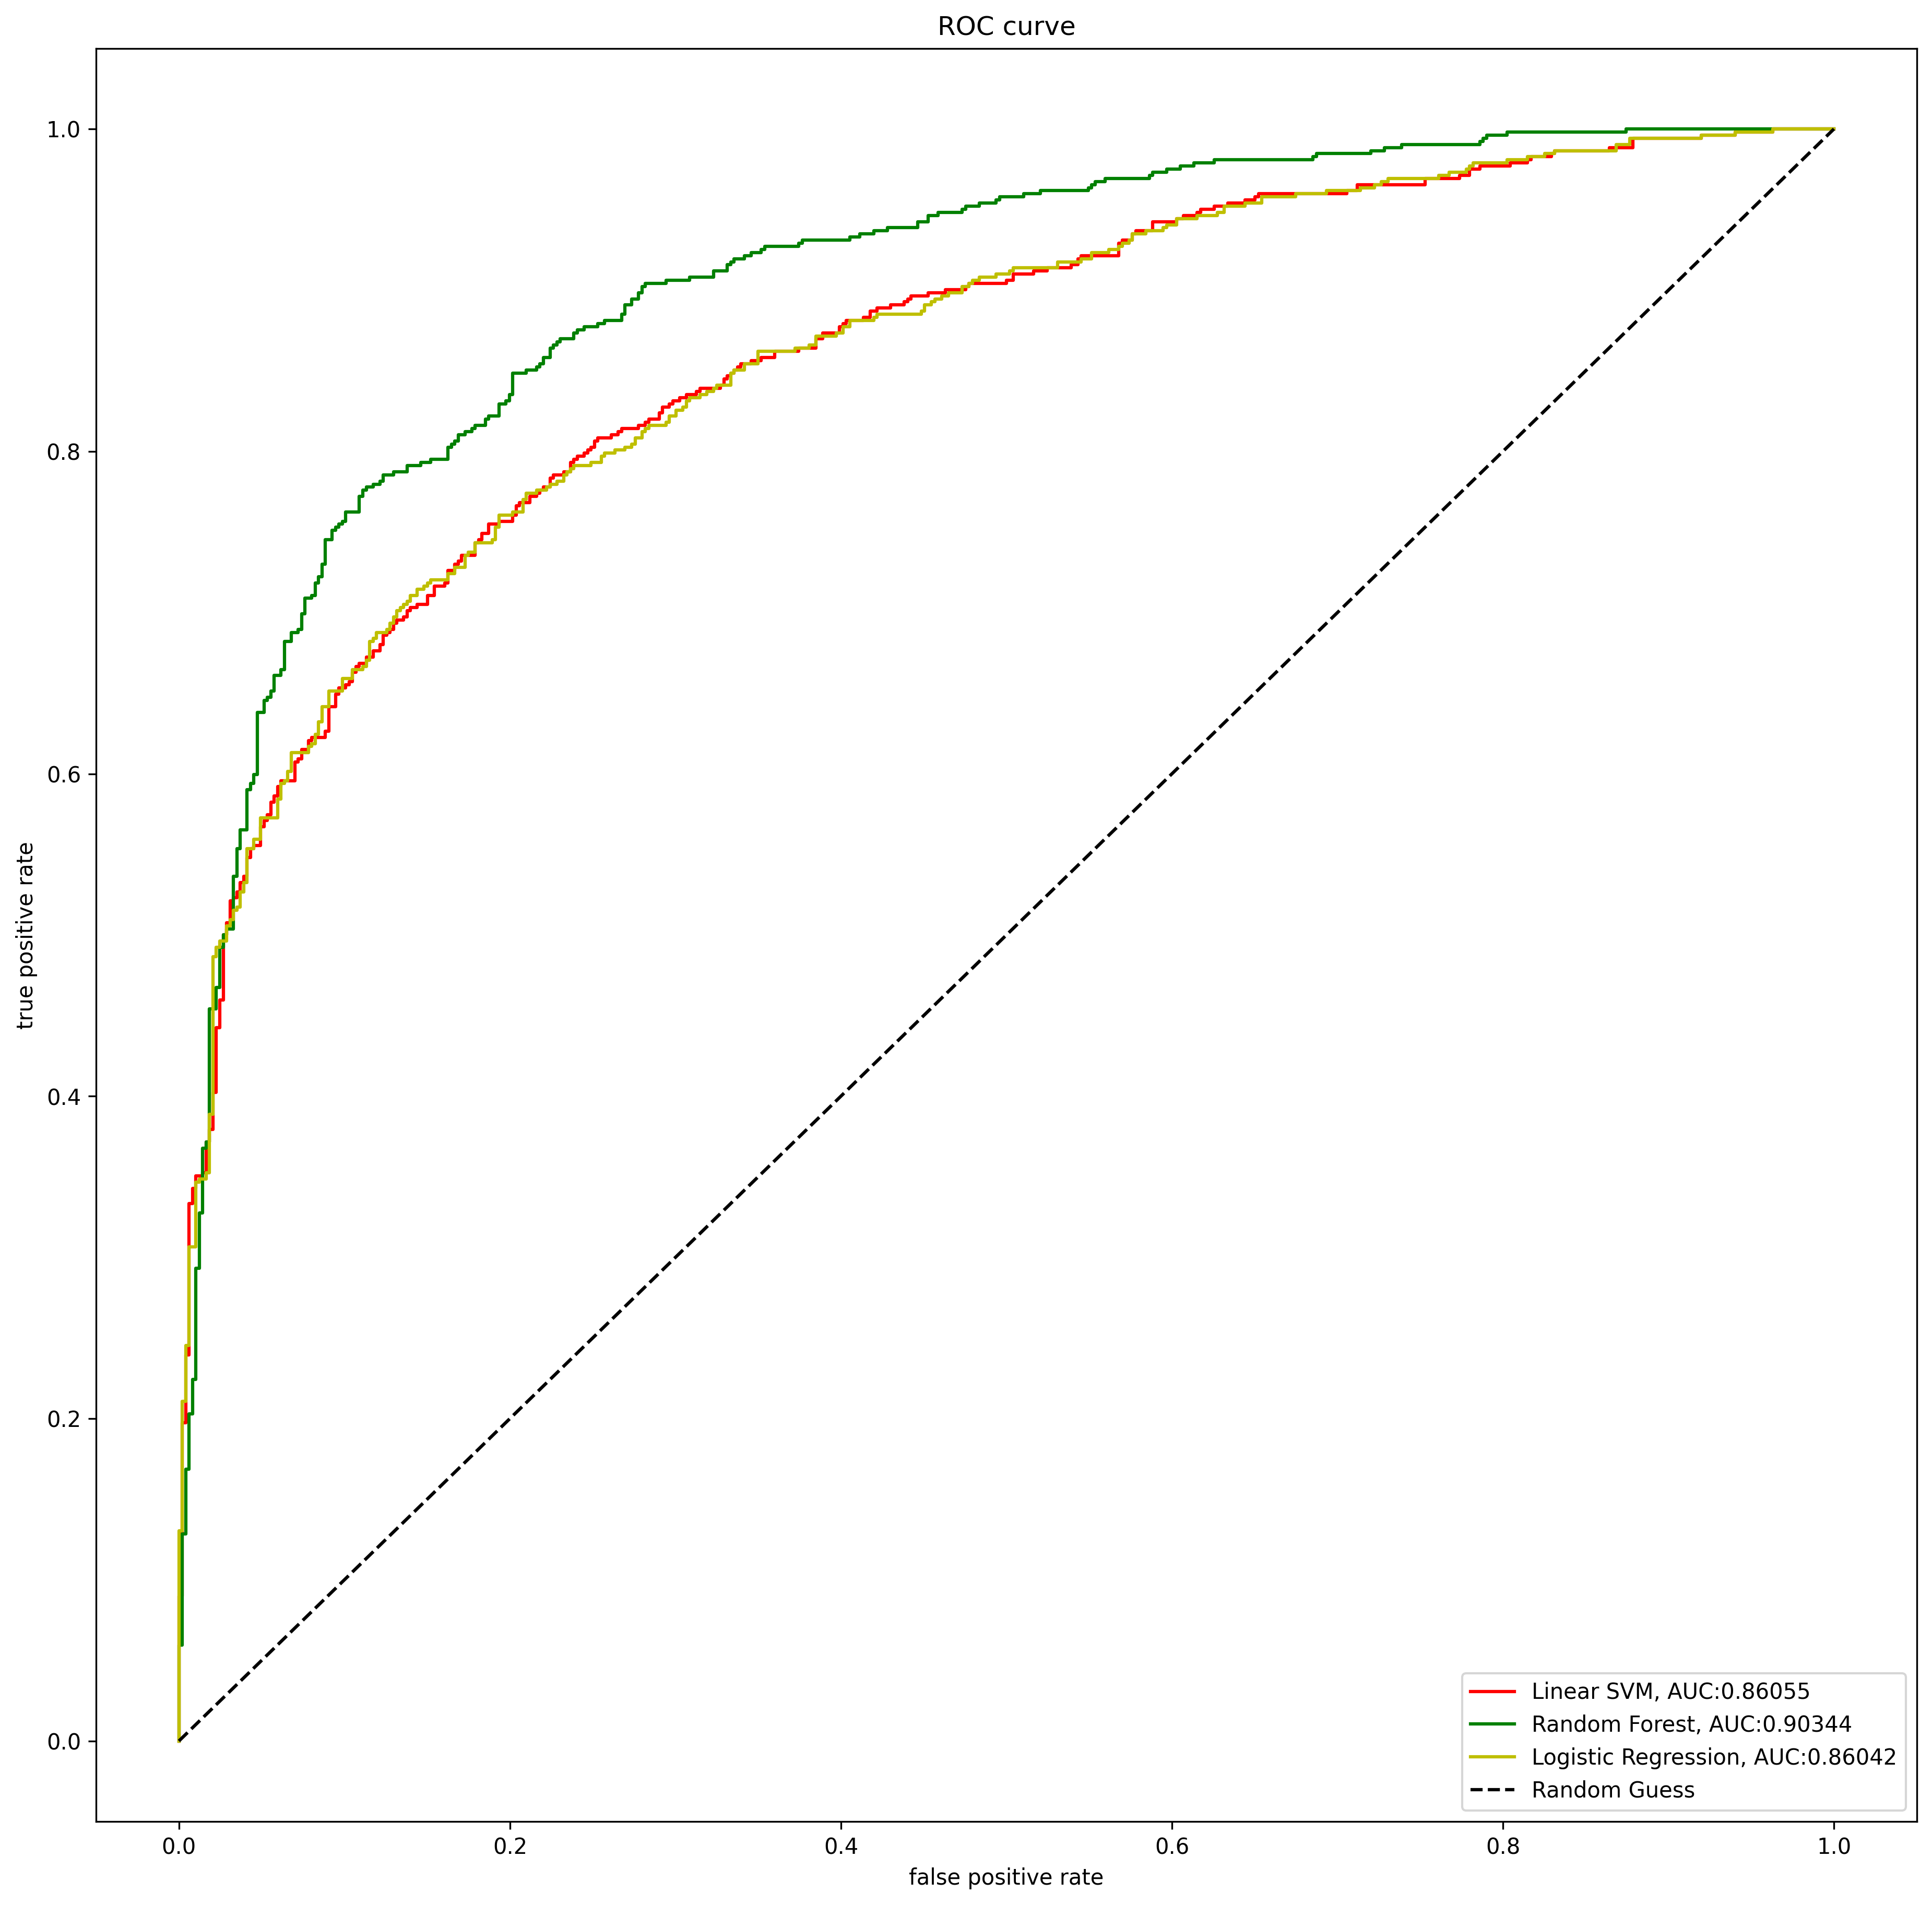 ROC curve
1.0
0.8
0.6
0.4
0.2
0.0
true positive rate
0.0 0.2 0.4 0.6 0.8 1.0
false positive rate
Linear SVM, AUC:0.86055
Random Forest, AUC:0.90344
Logistic Regression, AUC:0.86042
Random Guess